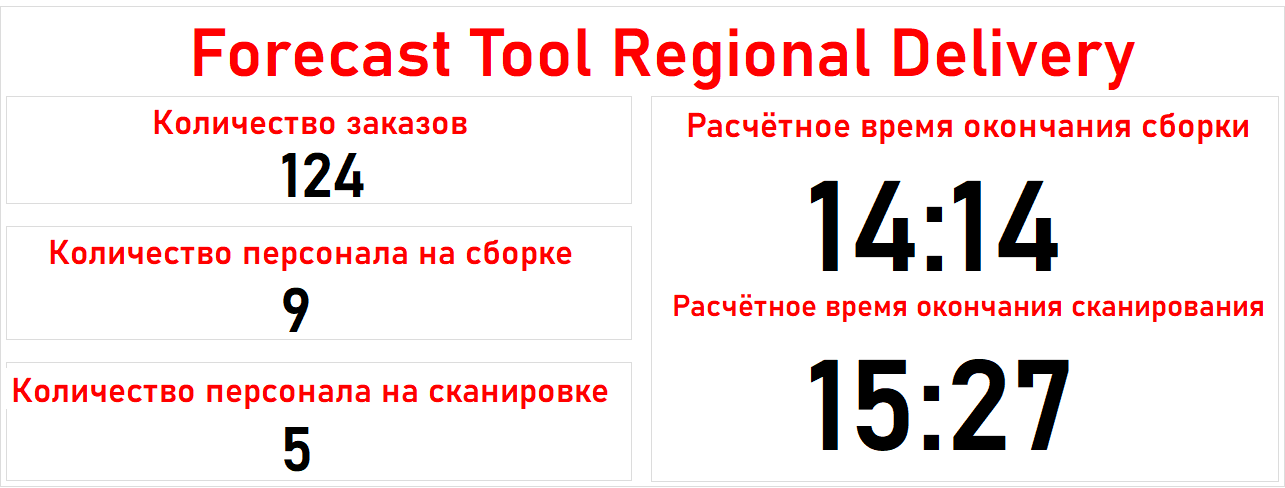 Forecast Tool Regional Delivery
Количество заказов
124
Количество персонала на сборке
9
Количество персонала на сканировке
5
Расчётное время окончания сборки
14:14
Расчётное время окончания сканирования
15:27